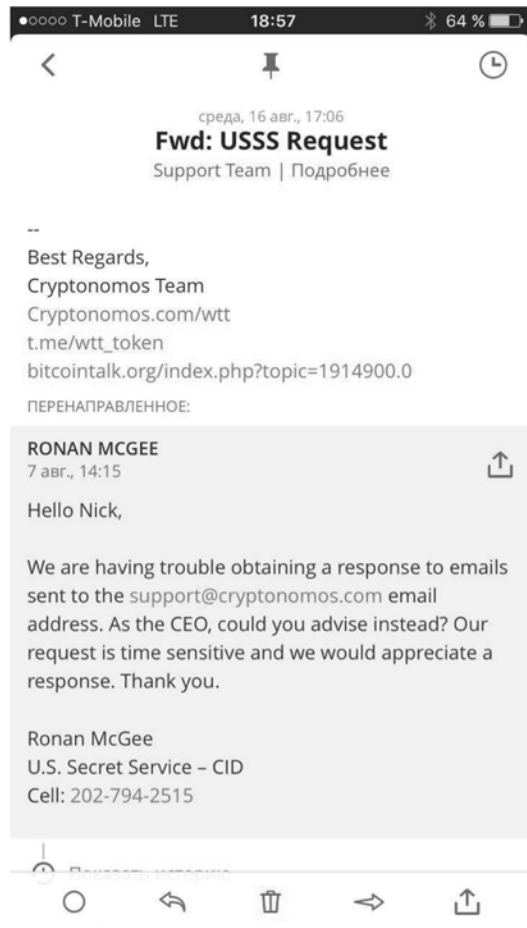 T-Mobile LTE 18:57 64 %
среда, 16 авг., 17:06
Fwd: USSS Request
Support Team | Подробнее
--
Best Regards,
Cryptonomos Team
Cryptonomos.com/wtt
t.me/wtt_token
bitcointalk.org/index.php?topic=1914900.0
ПЕРЕНАПРАВЛЕННОЕ:
RONAN MCGEE
7 авг., 14:15
Hello Nick,
We are having trouble obtaining a response to emails
sent to the support@cryptonomos.com email
address. As the CEO, could you advise instead? Our
request is time sensitive and we would appreciate a
response. Thank you.
Ronan McGee
U.S. Secret Service – CID
Cell: 202-794-2515
Показать историю